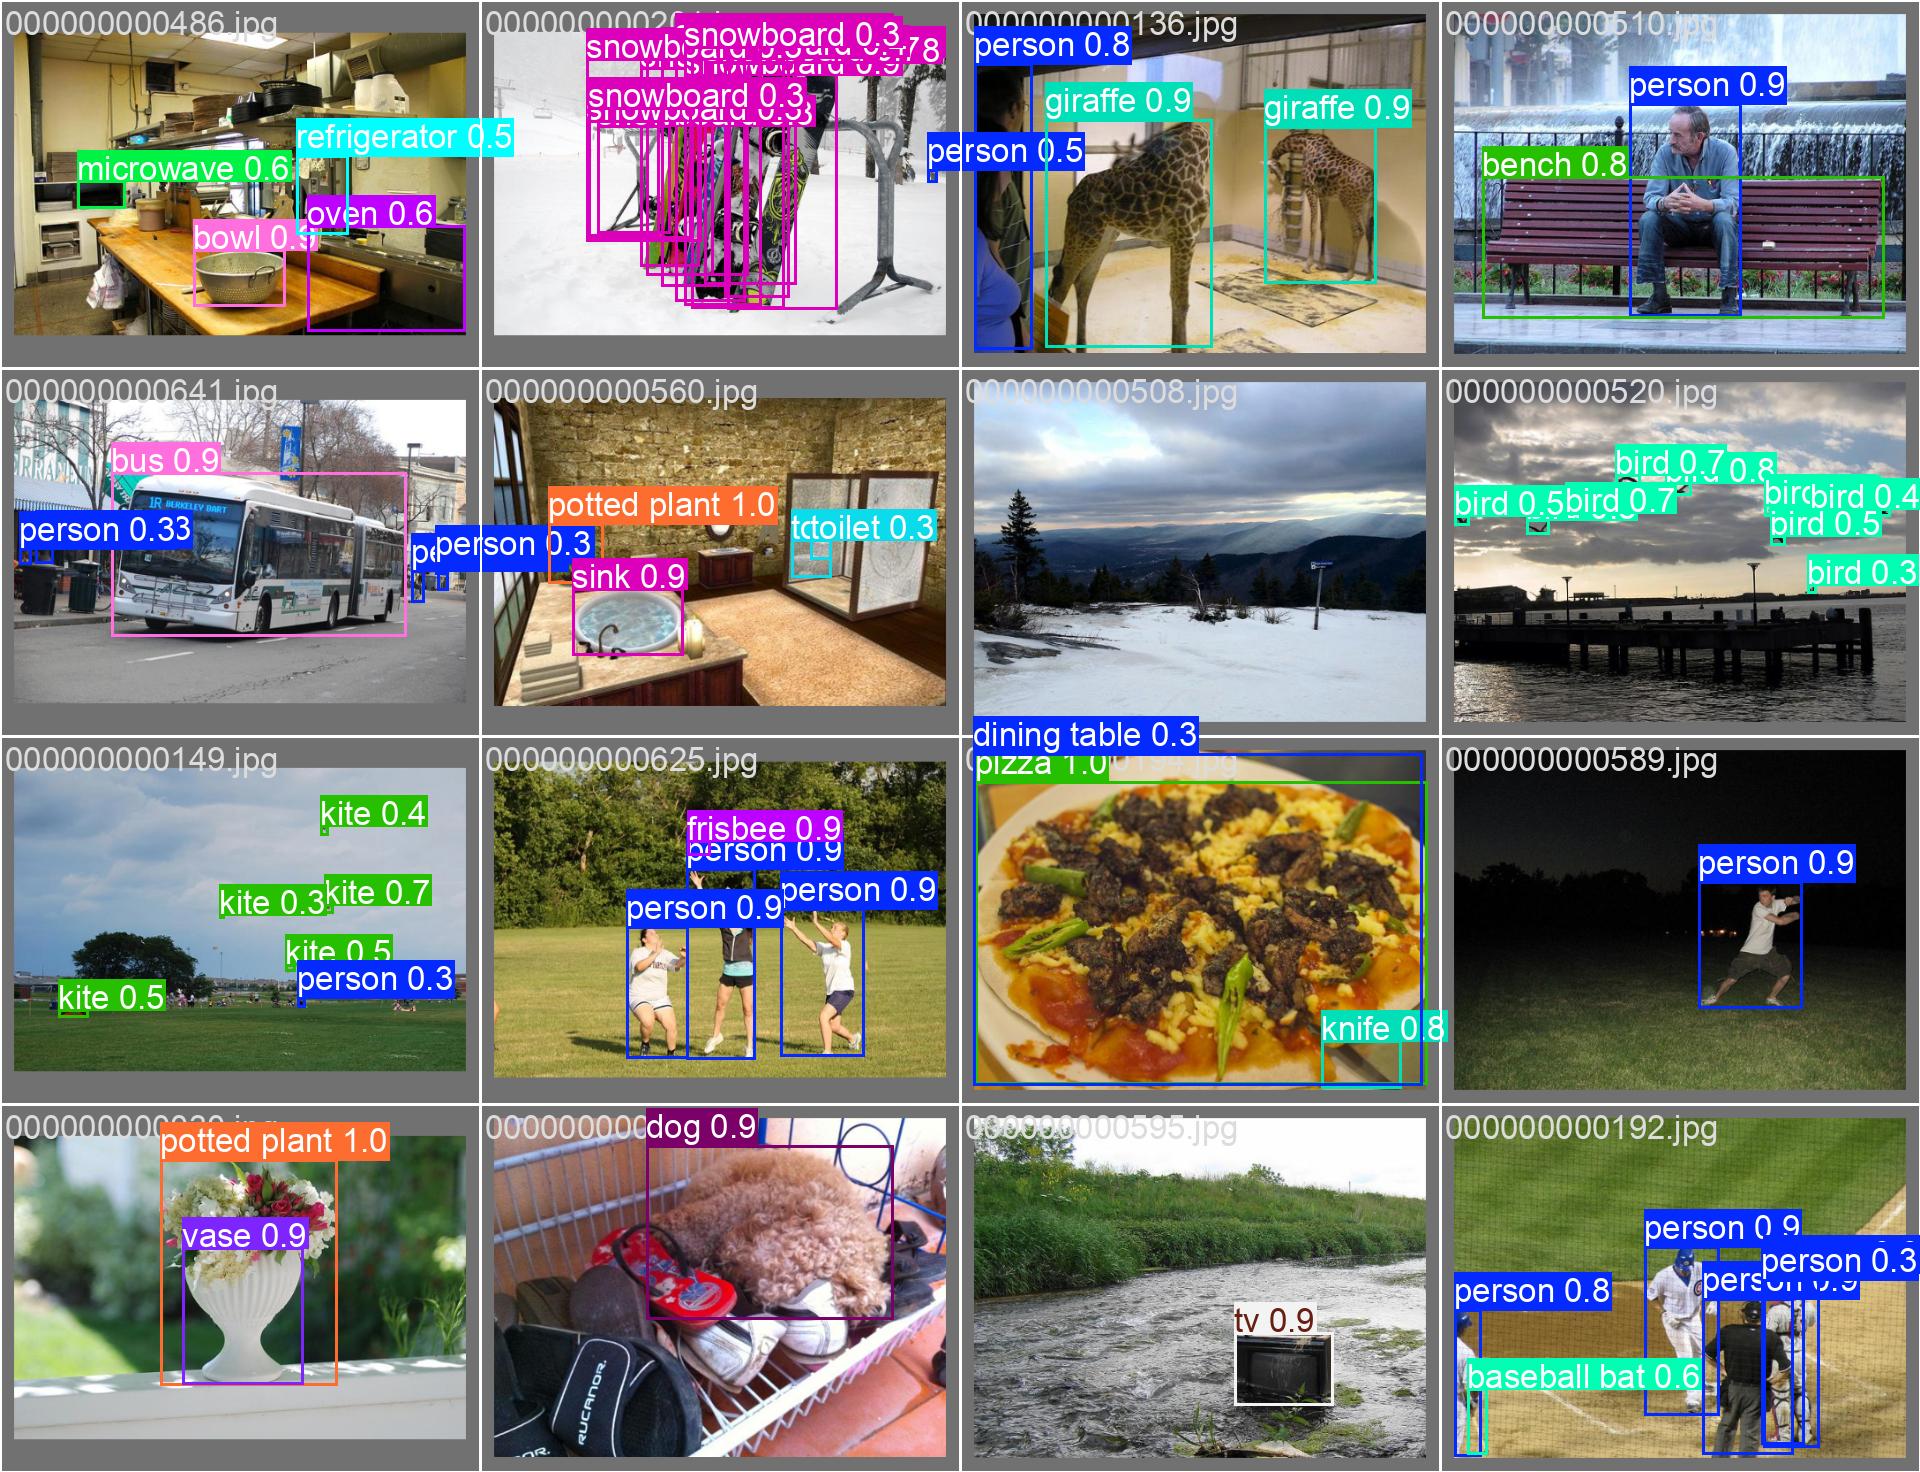 000000000486.jpg
microwave 0.6
refrigerator 0.5
oven 0.6
bowl 0.9
snowboard 0.3
snowboard 0.3
000000000136.jpg
person 0.8
person 0.5
giraffe 0.9
giraffe 0.9
000000000510.jpg
person 0.9
bench 0.8
000000000641.jpg
bus 0.9
1R BERKELEY BART
person 0.33
person 0.3
000000000560.jpg
potted plant 1.0
toilet 0.3
sink 0.9
000000000508.jpg
000000000520.jpg
bird 0.7
0.8
bird 0.5
bird 0.7
bird 0.4
bird 0.5
bird 0.3
000000000149.jpg
kite 0.4
kite 0.3
kite 0.7
kite 0.5
person 0.3
kite 0.5
000000000625.jpg
frisbee 0.9
person 0.9
person 0.9
person 0.9
dining table 0.3
pizza 1.0
knife 0.8
000000000589.jpg
person 0.9
potted plant 1.0
vase 0.9
dog 0.9
RUCANOR.
000000000595.jpg
tv 0.9
000000000192.jpg
person 0.9
person 0.3
person 0.8
baseball bat 0.6